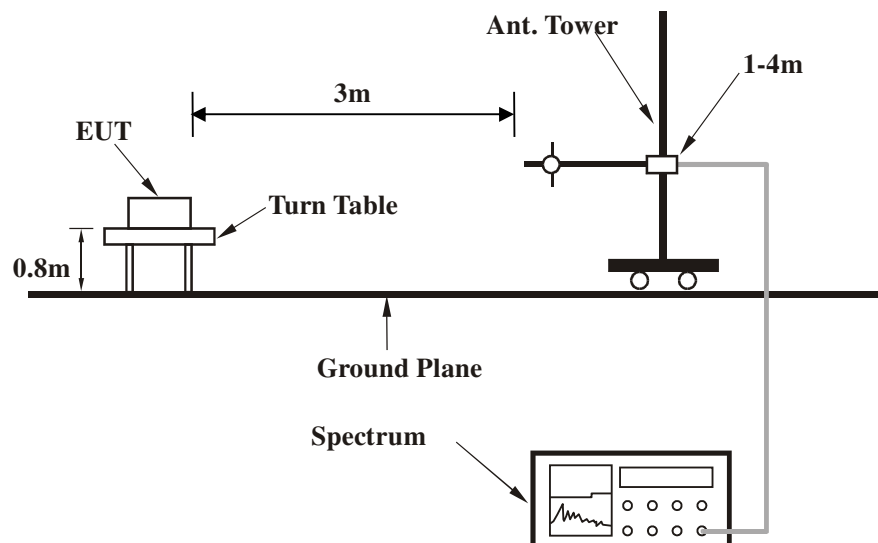 Ant. Tower
1-4m
3m
EUT
Turn Table
0.8m
Ground Plane
Spectrum